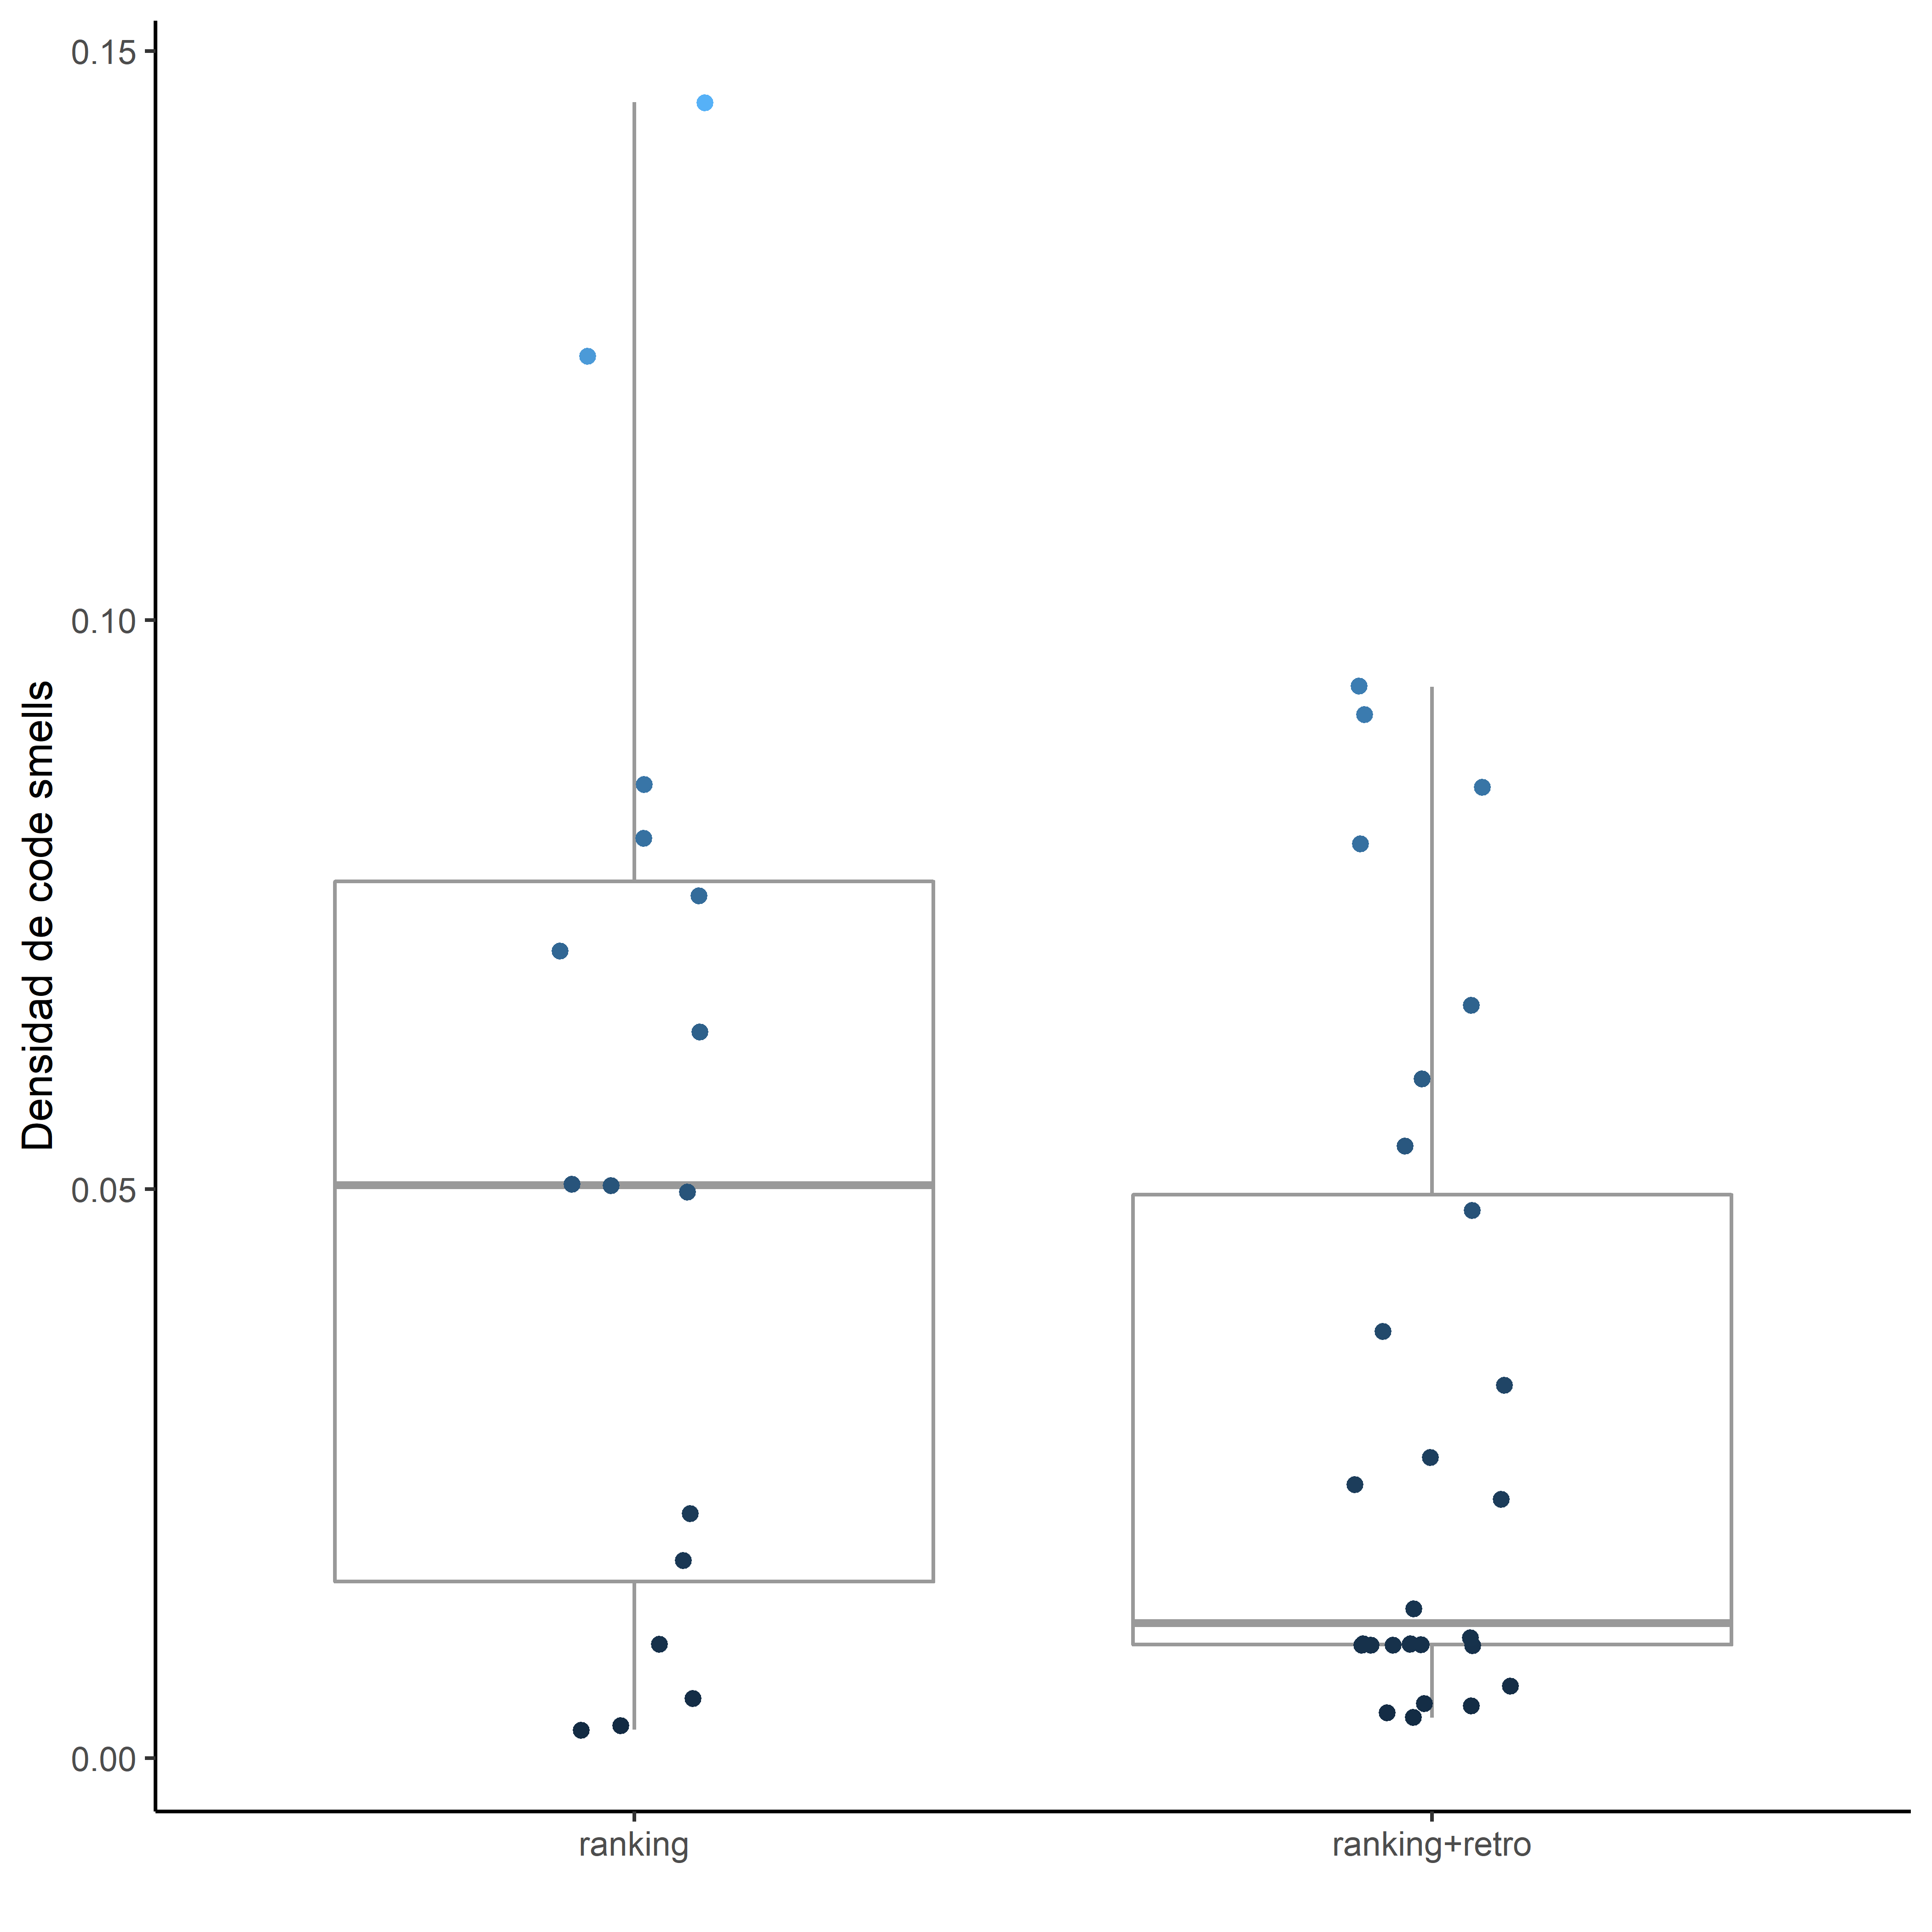 0.15
0.10
0.05
0.00
Densidad de code smells
ranking
ranking+retro